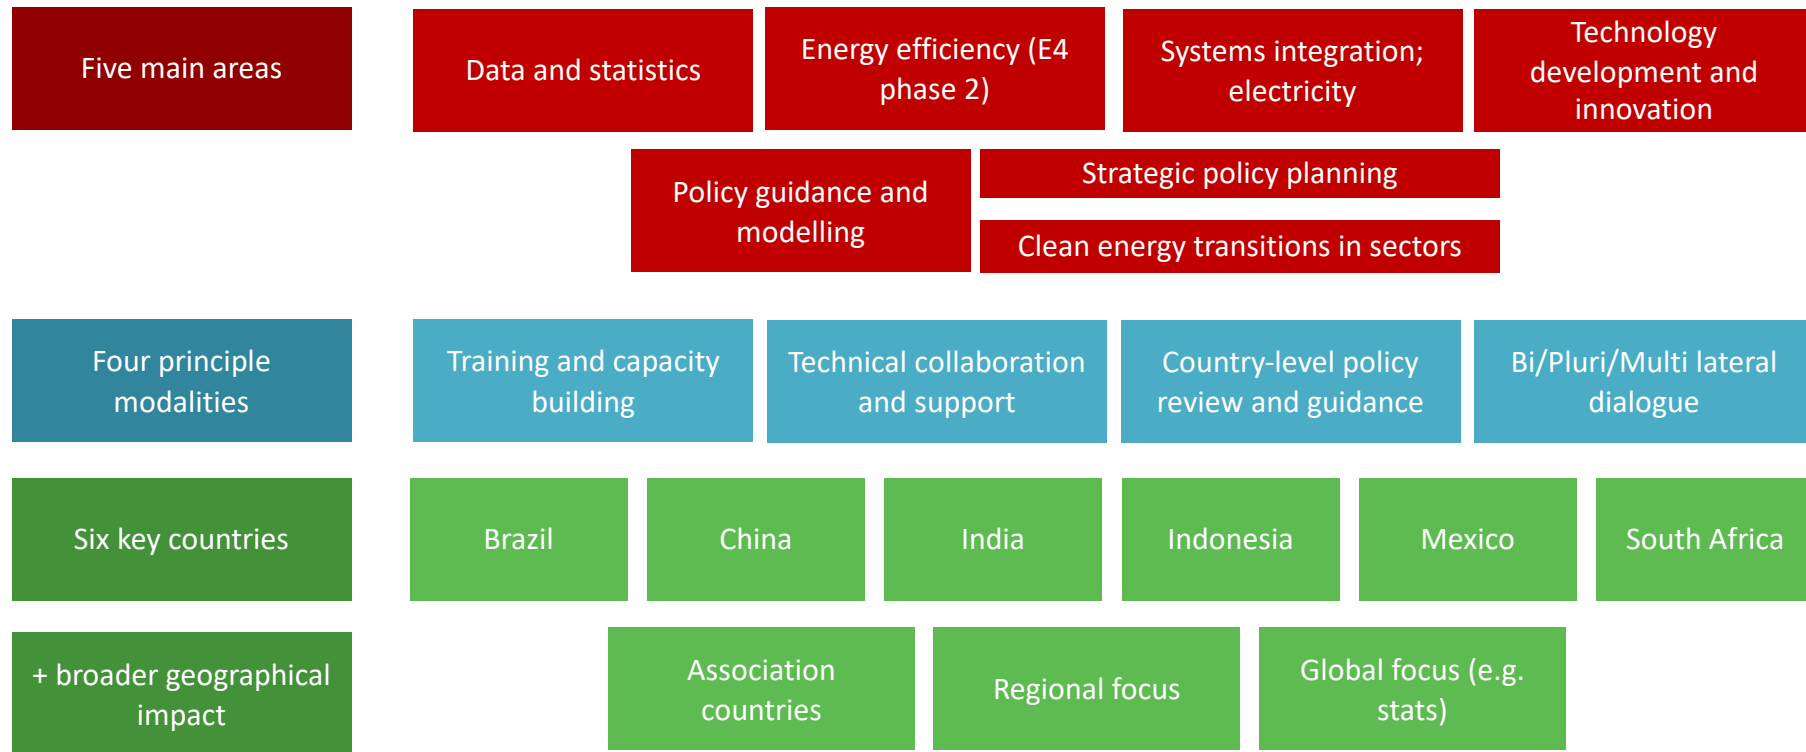 Five main areas
Data and statistics
Energy efficiency (E4
phase 2)
Systems integration;
electricity
Technology
development and
innovation
Policy guidance and
modelling
Strategic policy planning
Clean energy transitions in sectors
Four principle
modalities
Training and capacity
building
Technical collaboration
and support
Country-level policy
review and guidance
Bi/Pluri/Multi lateral
dialogue
Six key countries
Brazil
China
India
Indonesia
Mexico
South Africa
+ broader geographical
impact
Association
countries
Regional focus
Global focus (e.g.
stats)